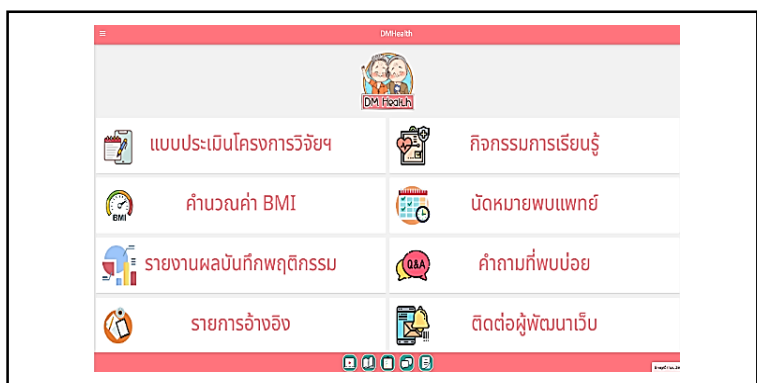 DMHealth
DM Health
แบบประเมินโครงการวิจัยฯ
กิจกรรมการเรียนรู้
BMI
คำนวณค่า BMI
นัดหมายพบแพทย์
รายงานผลบันทึกพฤติกรรม
Q&A
คำถามที่พบบ่อย
รายการอ้างอิง
ติดต่อผู้พัฒนาเว็บ